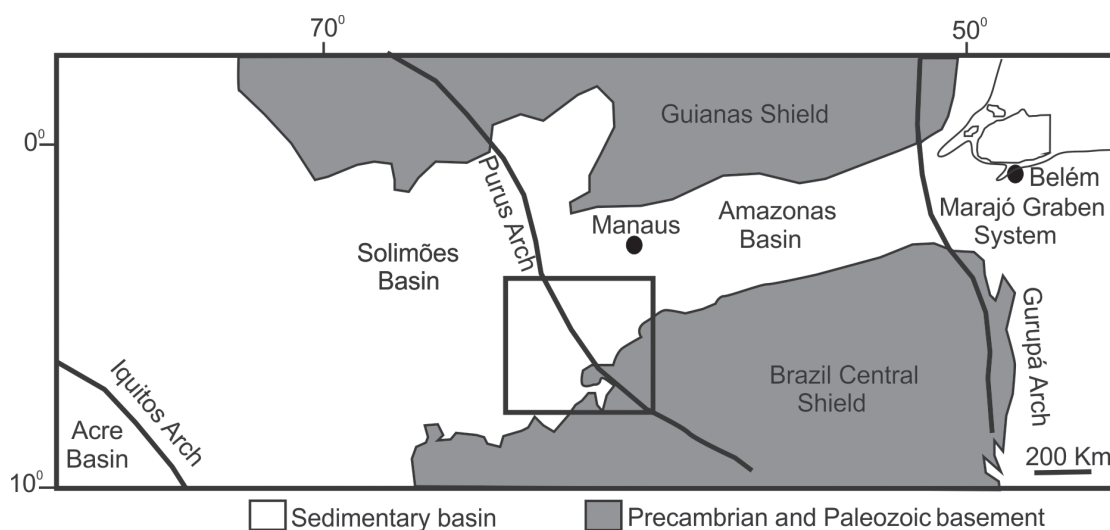 70⁰ 50⁰
0⁰
Guianas Shield
Purus Arch
Belém
Manaus
Amazonas
Basin
Marajó Graben
System
Solimões
Basin
Gurupá Arch
Iquitos Arch
Brazil Central
Shield
Acre
Basin
200 Km
10⁰
Sedimentary basin Precambrian and Paleozoic basement